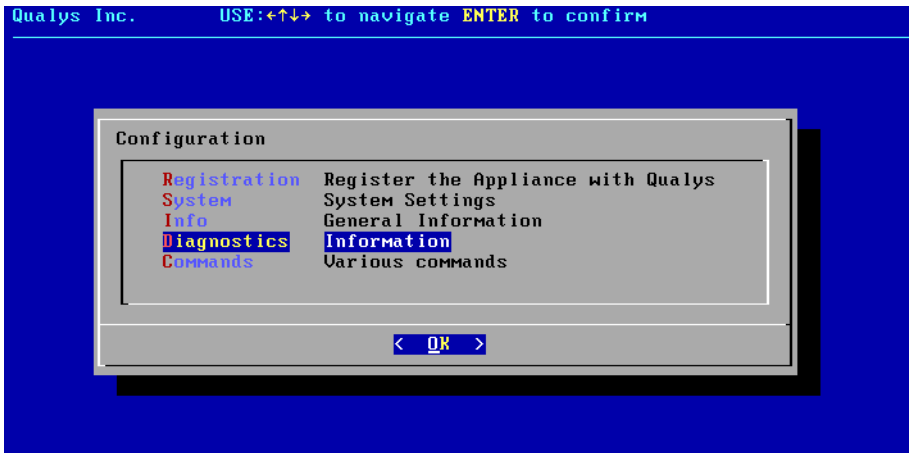 Qualys Inc. USE:←↑↓→ to navigate ENTER to confirm
Configuration
Registration Register the Appliance with Qualys
System System Settings
Info General Information
Diagnostics Information
Commands Various commands
< OK >